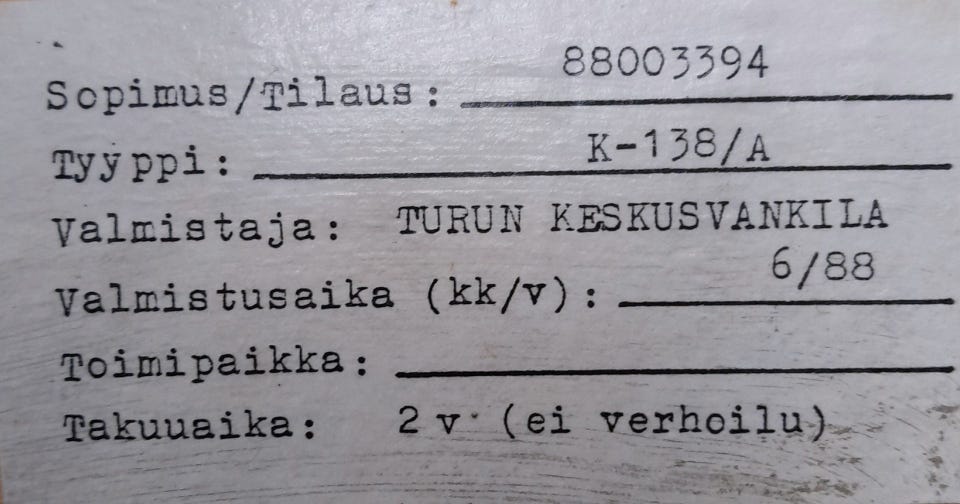 Sopimus/Tilaus: 88003394
Tyyppi: K-138/A
Valmistaja: TURUN KESKUSVANKILA
Valmistusaika (kk/v): 6/88
Toimipaikka:
Takuuaika: 2 v. (ei verhoilu)